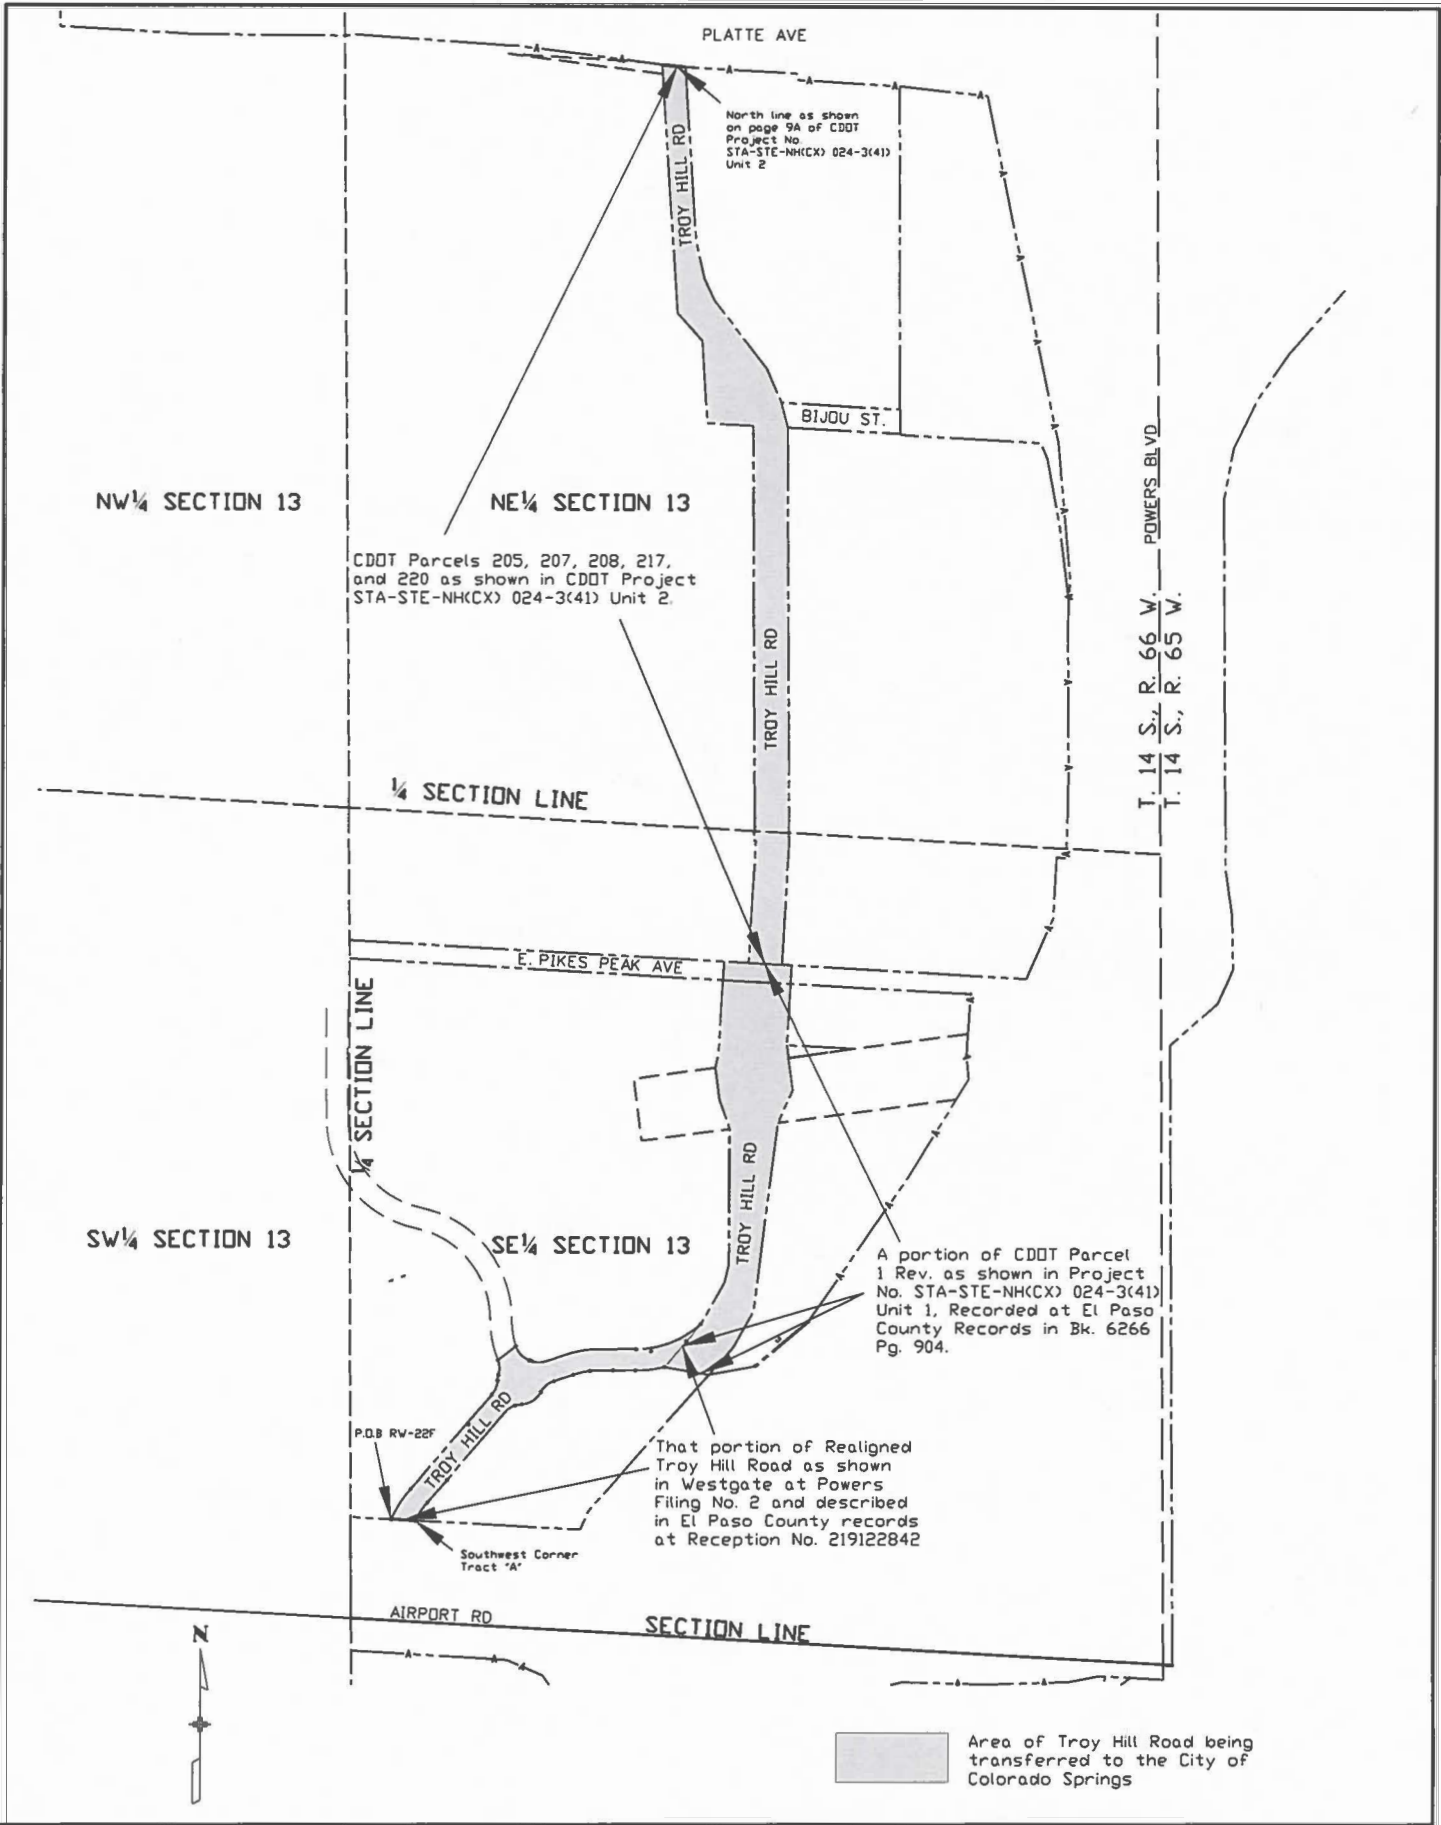 PLATTE AVE
North line as shown
on page 9A of CDOT
Project No.
STA-STE-NH(CX) 024-3(41)
Unit 2
TROY HILL RD
BIJOU ST.
POWERS BLVD
NW¼ SECTION 13
NE¼ SECTION 13
CDOT Parcels 205, 207, 208, 217,
and 220 as shown in CDOT Project
STA-STE-NH(CX) 024-3(41) Unit 2.
TROY HILL RD
T. 14 S., R. 66 W.
T. 14 S., R. 65 W.
¼ SECTION LINE
E. PIKES PEAK AVE
¼ SECTION LINE
TROY HILL RD
SW¼ SECTION 13
SE¼ SECTION 13
A portion of CDOT Parcel
1 Rev. as shown in Project
No. STA-STE-NH(CX) 024-3(41)
Unit 1, Recorded at El Paso
County Records in Bk. 6266
Pg. 904.
P.O.B RW-22F
TROY HILL RD
That portion of Realigned
Troy Hill Road as shown
in Westgate at Powers
Filing No. 2 and described
in El Paso County records
at Reception No. 219122842
Southwest Corner
Tract "A"
AIRPORT RD
SECTION LINE
N
Area of Troy Hill Road being
transferred to the City of
Colorado Springs